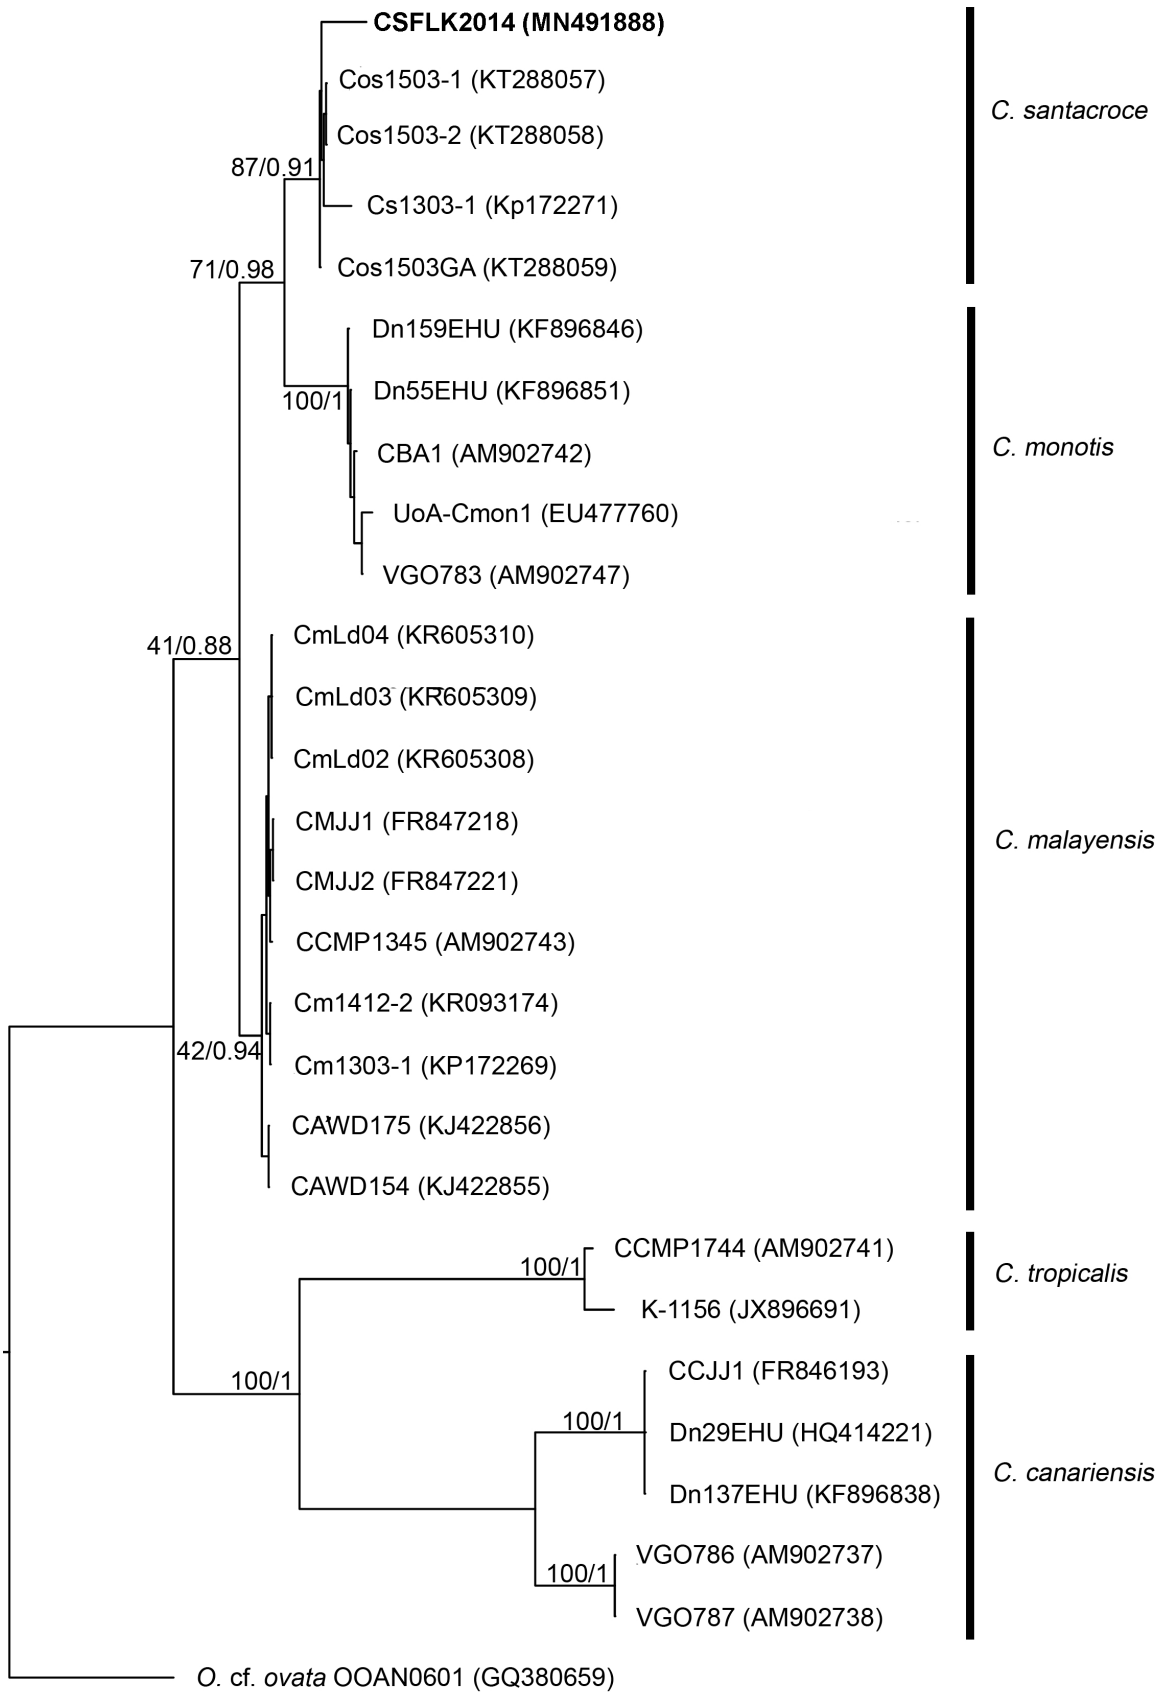 CSFLK2014 (MN491888)
Cos1503-1 (KT288057)
C. santacroce
Cos1503-2 (KT288058)
87/0.91
Cs1303-1 (Kp172271)
Cos1503GA (KT288059)
71/0.98
Dn159EHU (KF896846)
Dn55EHU (KF896851)
100/1
C. monotis
CBA1 (AM902742)
UoA-Cmon1 (EU477760)
VGO783 (AM902747)
CmLd04 (KR605310)
41/0.88
CmLd03 (KR605309)
CmLd02 (KR605308)
CMJJ1 (FR847218)
C. malayensis
CMJJ2 (FR847221)
CCMP1345 (AM902743)
Cm1412-2 (KR093174)
42/0.94
Cm1303-1 (KP172269)
CAWD175 (KJ422856)
CAWD154 (KJ422855)
CCMP1744 (AM902741)
100/1
C. tropicalis
K-1156 (JX896691)
CCJJ1 (FR846193)
100/1
100/1
Dn29EHU (HQ414221)
C. canariensis
Dn137EHU (KF896838)
VGO786 (AM902737)
100/1
VGO787 (AM902738)
O. cf. ovata OOAN0601 (GQ380659)